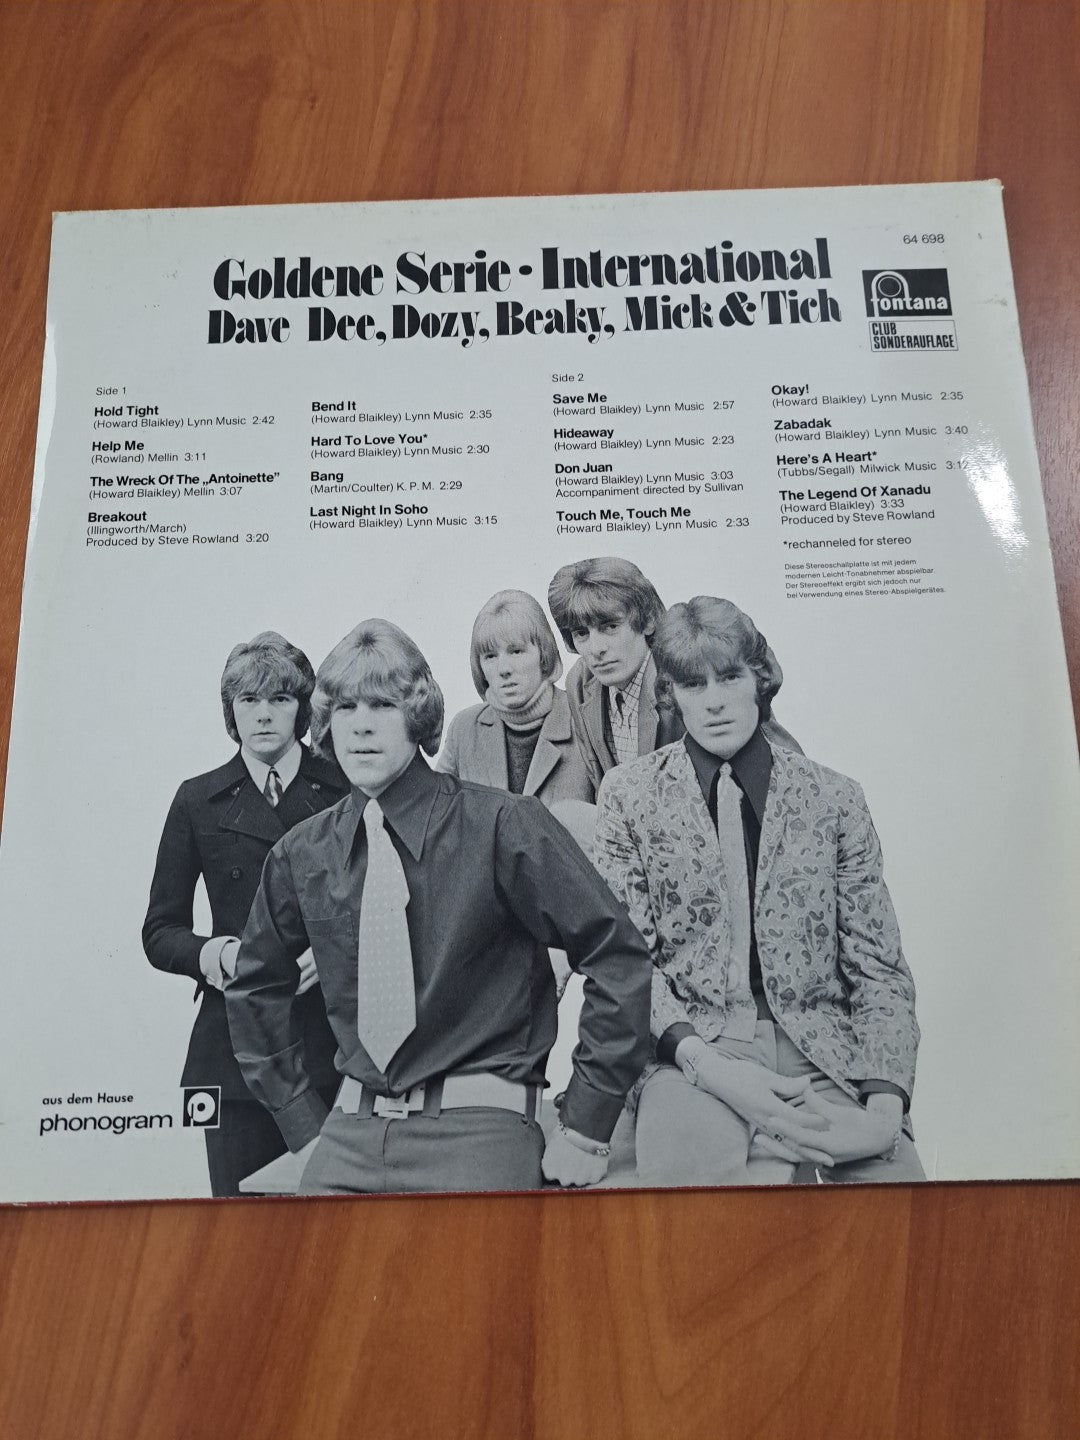 64 698
Goldene Serie • International
Dave Dee, Dozy, Beaky, Mick & Tich
fontana
CLUB
SONDERAUFLAGE
Side 1
Hold Tight
(Howard Blaikley) Lynn Music 2:42
Help Me
(Rowland) Mellin 3:11
The Wreck Of The „Antoinette”
(Howard Blaikley) Mellin 3:07
Breakout
(Illingworth/March)
Produced by Steve Rowland 3:20
Bend It
(Howard Blaikley) Lynn Music 2:35
Hard To Love You*
(Howard Blaikley) Lynn Music 2:30
Bang
(Martin/Coulter) K. P. M. 2:29
Last Night In Soho
(Howard Blaikley) Lynn Music 3:15
Side 2
Save Me
(Howard Blaikley) Lynn Music 2:57
Hideaway
(Howard Blaikley) Lynn Music 2:23
Don Juan
(Howard Blaikley) Lynn Music 3:03
Accompaniment directed by Sullivan
Touch Me, Touch Me
(Howard Blaikley) Lynn Music 2:33
Okay!
(Howard Blaikley) Lynn Music 2:35
Zabadak
(Howard Blaikley) Lynn Music 3:40
Here's A Heart*
(Tubbs/Segall) Milwick Music 3:12
The Legend Of Xanadu
(Howard Blaikley) 3:33
Produced by Steve Rowland
*rechanneled for stereo
Diese Stereoschallplatte ist mit jedem
modernen Leicht-Tonabnehmer abspielbar.
Der Stereoeffekt ergibt sich jedoch nur
bei Verwendung eines Stereo-Abspielgerätes.
aus dem Hause
phonogram